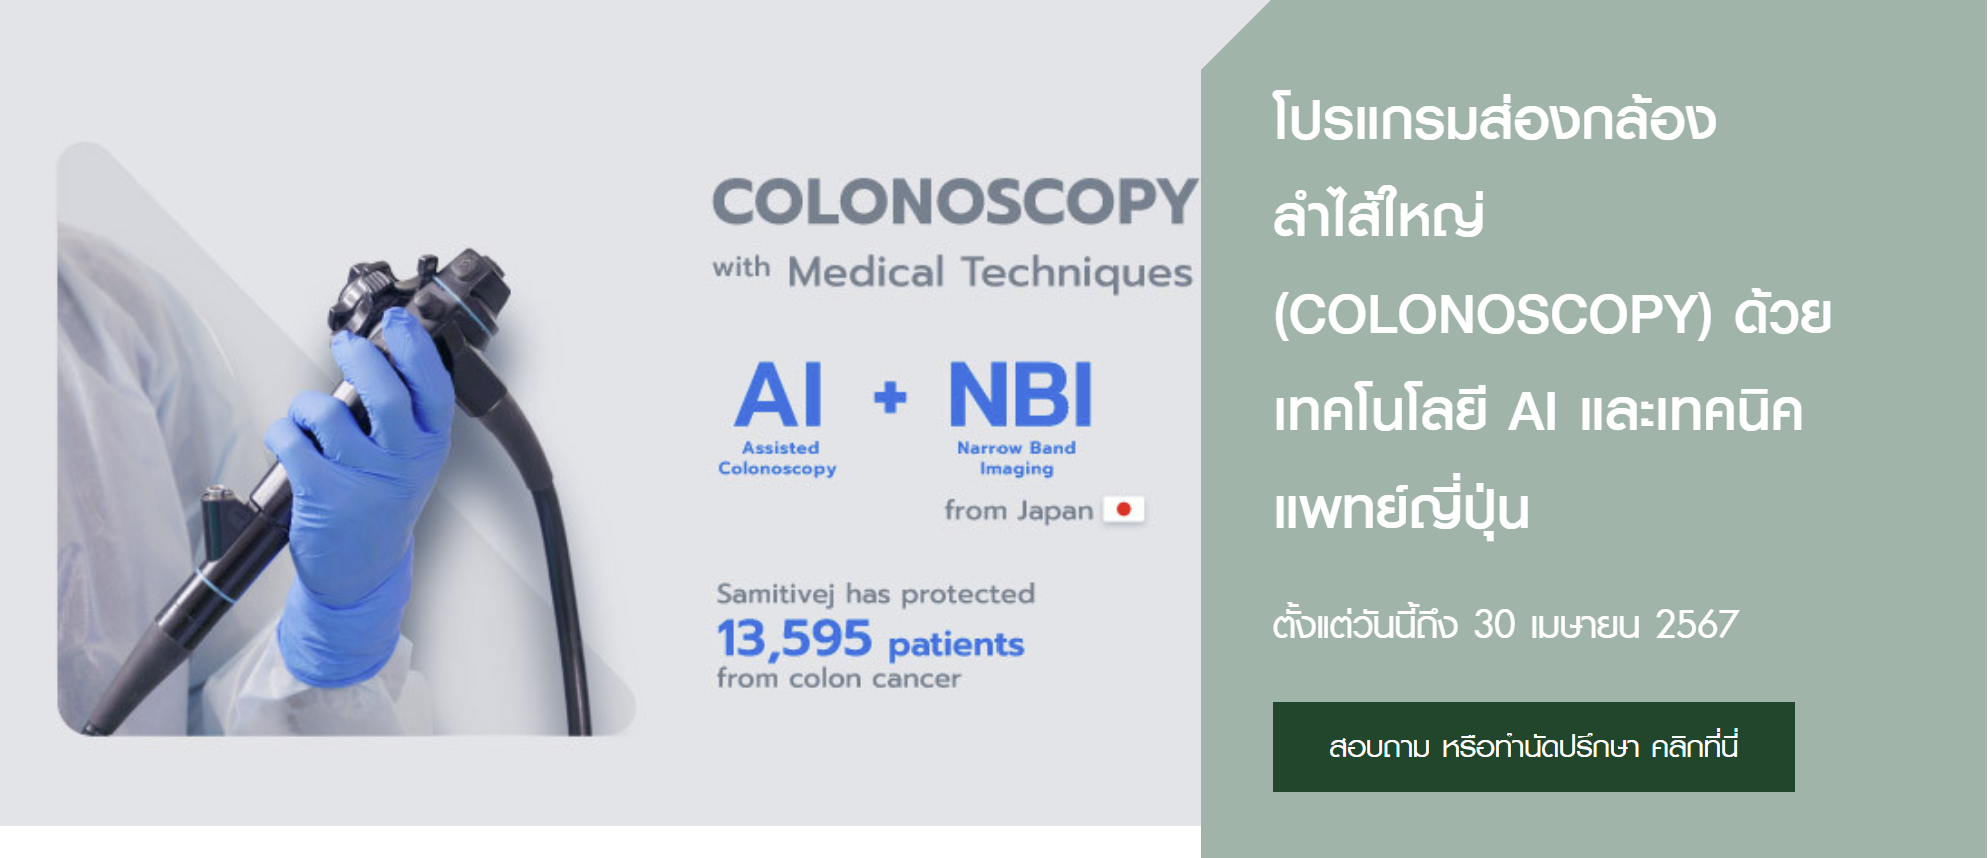 COLONOSCOPY
with Medical Techniques
AI + NBI
Assisted Colonoscopy
Narrow Band Imaging
from Japan
Samitivej has protected
13,595 patients
from colon cancer
โปรแกรมส่องกล้อง
ลำไส้ใหญ่
(COLONOSCOPY) ด้วย
เทคโนโลยี AI และเทคนิค
แพทย์ญี่ปุ่น
ตั้งแต่วันนี้ถึง 30 เมษายน 2567
สอบถาม หรือทำนัดปรึกษา คลิกที่นี่